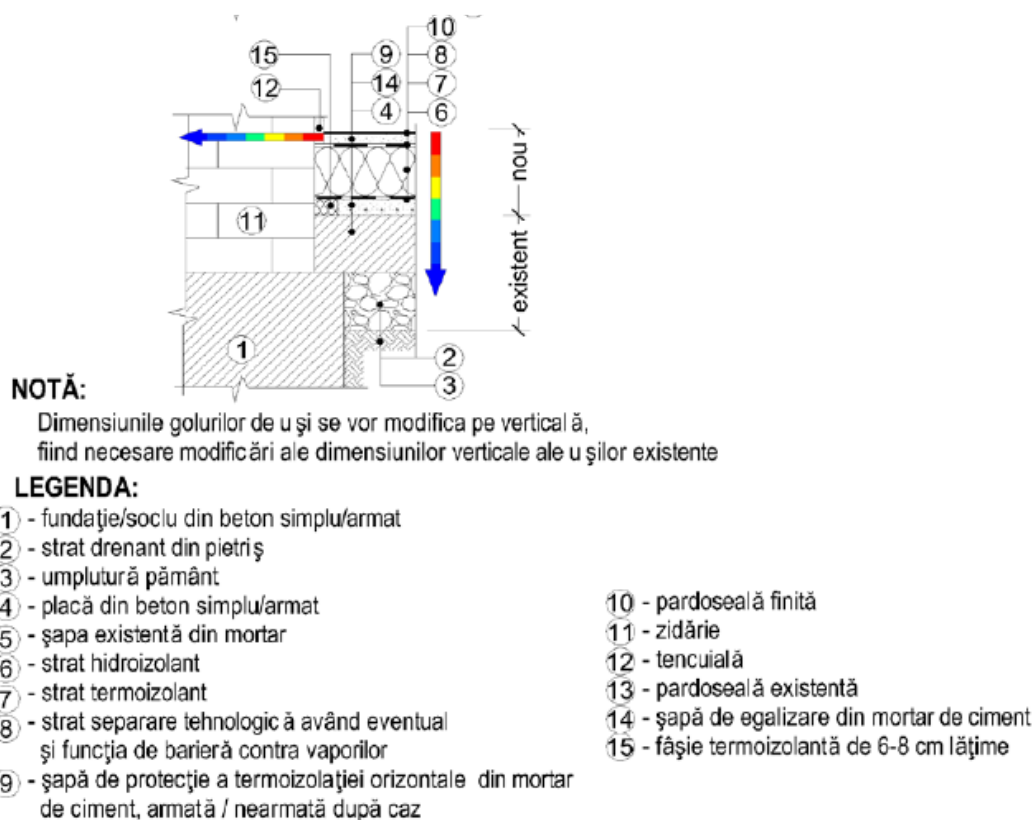 10
15 9 8
14 7
12
4 6
nou
11
existent
1
2
3
NOTĂ:
Dimensiunile golurilor de uşi se vor modifica pe verticală,
fiind necesare modificări ale dimensiunilor verticale ale uşilor existente
LEGENDA:
1 - fundaţie/soclu din beton simplu/armat
2 - strat drenant din pietriş
3 - umplutură pământ
4 - placă din beton simplu/armat
5 - şapa existentă din mortar
6 - strat hidroizolant
7 - strat termoizolant
8 - strat separare tehnologică având eventual
şi funcţia de barieră contra vaporilor
9 - şapă de protecţie a termoizolaţiei orizontale din mortar
de ciment, armată / nearmată după caz
10 - pardoseală finită
11 - zidărie
12 - tencuială
13 - pardoseală existentă
14 - şapă de egalizare din mortar de ciment
15 - fâşie termoizolantă de 6-8 cm lăţime